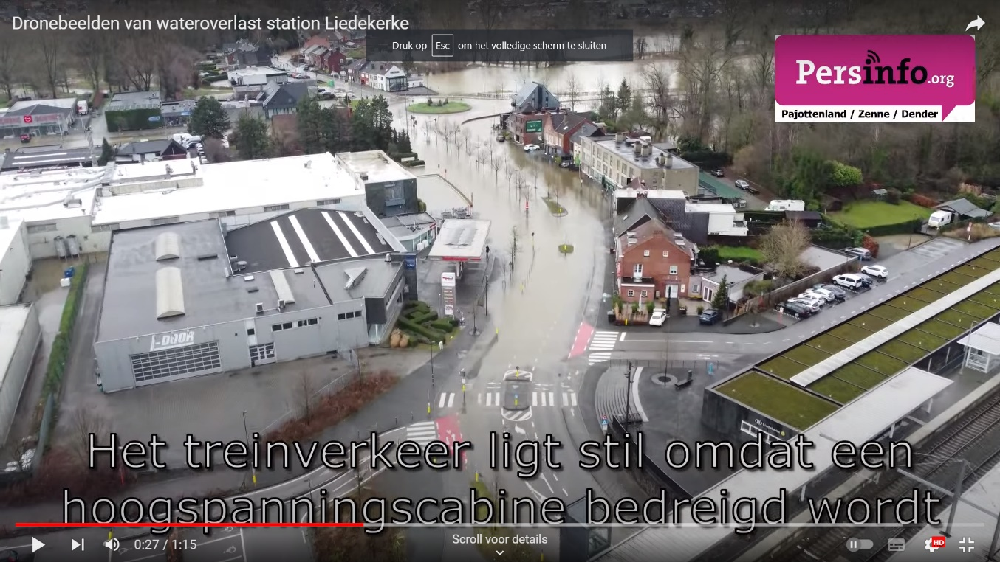 Dronebeelden van wateroverlast station Liedekerke
Druk op Esc om het volledige scherm te sluiten
Persinfo.org
Pajottenland / Zenne / Dender
I-DOOR
Liedekerke
Het treinverkeer ligt stil omdat een
hoogspanningscabine bedreigd wordt
0:27 / 1:15
Scroll voor details
HD